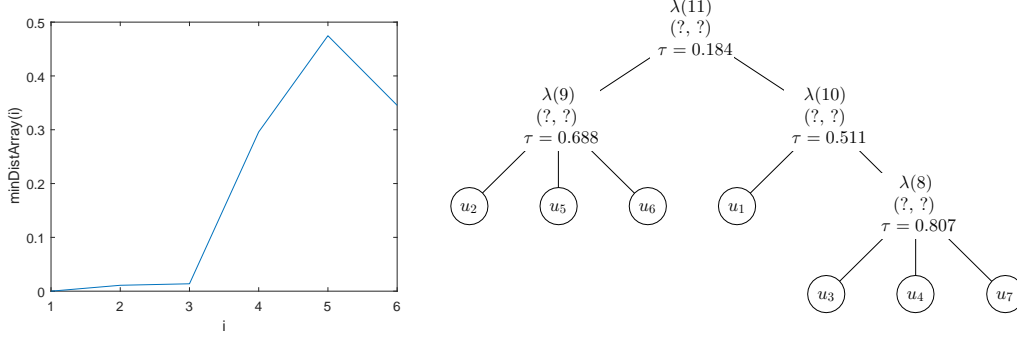 0.5
0.4
0.3
0.2
0.1
0
minDistArray(i)
1 2 3 4 5 6
i
λ(11)
(?, ?)
τ = 0.184
λ(9)
(?, ?)
τ = 0.688
λ(10)
(?, ?)
τ = 0.511
u₂ u₅ u₆ u₁
λ(8)
(?, ?)
τ = 0.807
u₃ u₄ u₇